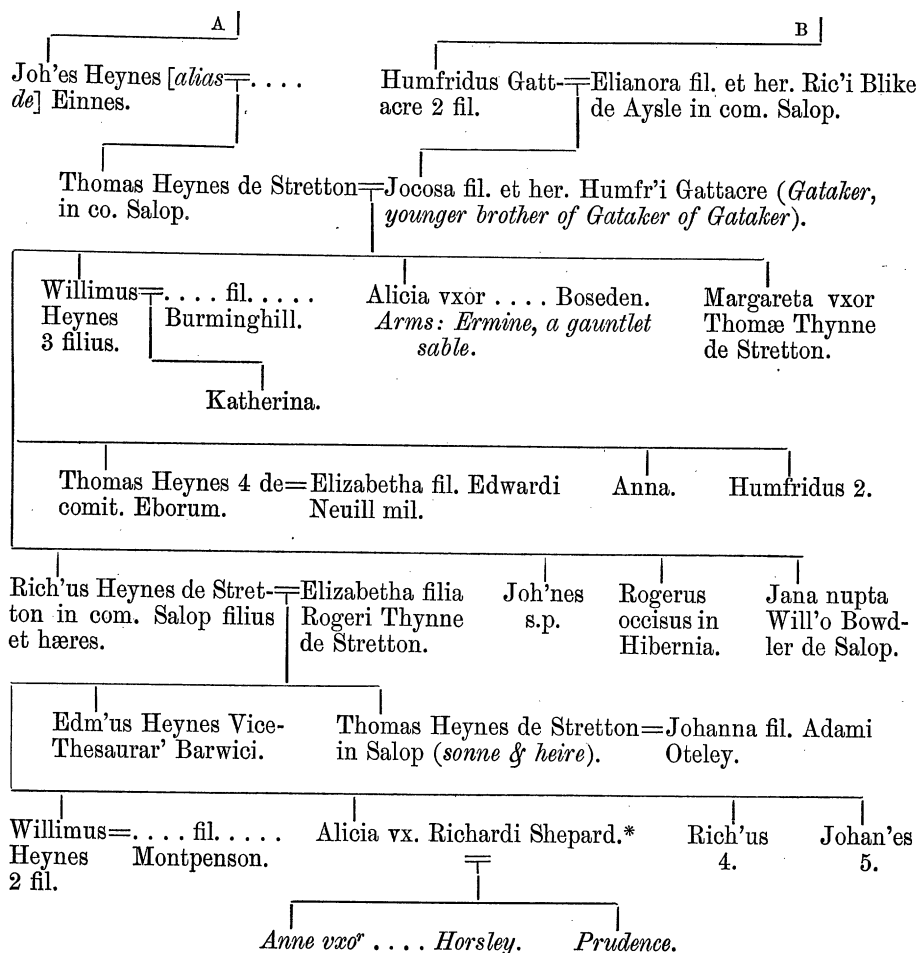 A B
Joh'es Heynes [alias=. . . .
de] Einnes.
Humfridus Gatt-=Elianora fil. et her. Ric'i Blike
acre 2 fil. de Aysle in com. Salop.
Thomas Heynes de Stretton=Jocosa fil. et her. Humfr'i Gattacre (Gataker,
in co. Salop. younger brother of Gataker of Gataker).
Willimus=. . . . fil. . . . .
Heynes Burminghill.
3 filius.
Alicia vxor . . . . Boseden.
Arms: Ermine, a gauntlet
sable.
Margareta vxor
Thomæ Thynne
de Stretton.
Katherina.
Thomas Heynes 4 de=Elizabetha fil. Edwardi
comit. Eborum. Neuill mil.
Anna. Humfridus 2.
Rich'us Heynes de Stret-=Elizabetha filia
ton in com. Salop filius Rogeri Thynne
et hæres. de Stretton.
Joh'nes
s.p.
Rogerus
occisus in
Hibernia.
Jana nupta
Will'o Bowd-
ler de Salop.
Edm'us Heynes Vice-
Thesaurar' Barwici.
Thomas Heynes de Stretton=Johanna fil. Adami
in Salop (sonne & heire). Oteley.
Willimus=. . . . fil. . . . .
Heynes Montpenson.
2 fil.
Alicia vx. Richardi Shepard.*
Rich'us
4.
Johan'es
5.
Anne vxoʳ . . . . Horsley. Prudence.